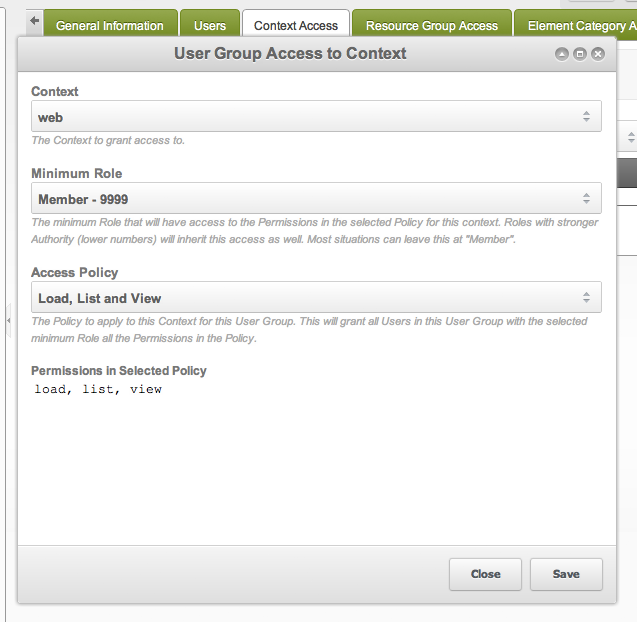 General Information
Users
Context Access
Resource Group Access
Element Category A
User Group Access to Context
Context
web
The Context to grant access to.
Minimum Role
Member - 9999
The minimum Role that will have access to the Permissions in the selected Policy for this context. Roles with stronger
Authority (lower numbers) will inherit this access as well. Most situations can leave this at "Member".
Access Policy
Load, List and View
The Policy to apply to this Context for this User Group. This will grant all Users in this User Group with the selected
minimum Role all the Permissions in the Policy.
Permissions in Selected Policy
load, list, view
Close
Save